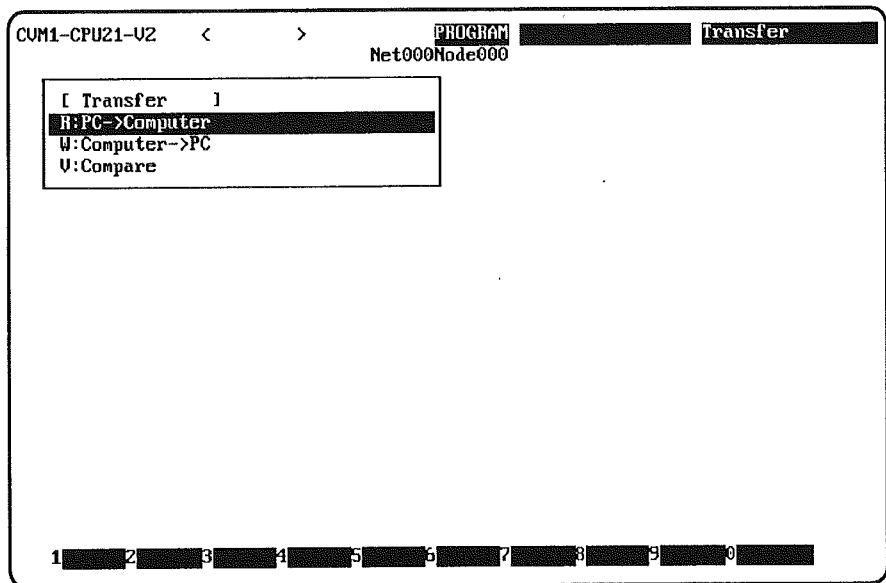 CVM1-CPU21-V2 < > PROGRAM Transfer
Net000Node000
[ Transfer ]
R:PC->Computer
W:Computer->PC
V:Compare
1 2 3 4 5 6 7 8 9 0